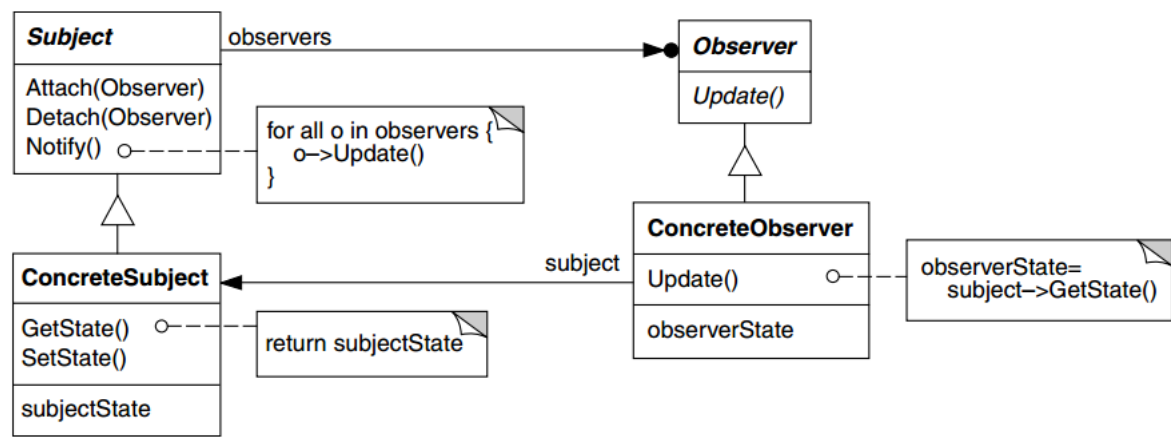 Subject
observers
Observer
Attach(Observer)
Detach(Observer)
Notify()
for all o in observers {
o–>Update()
}
Update()
ConcreteSubject
GetState()
SetState()
subjectState
return subjectState
subject
ConcreteObserver
Update()
observerState
observerState=
subject–>GetState()